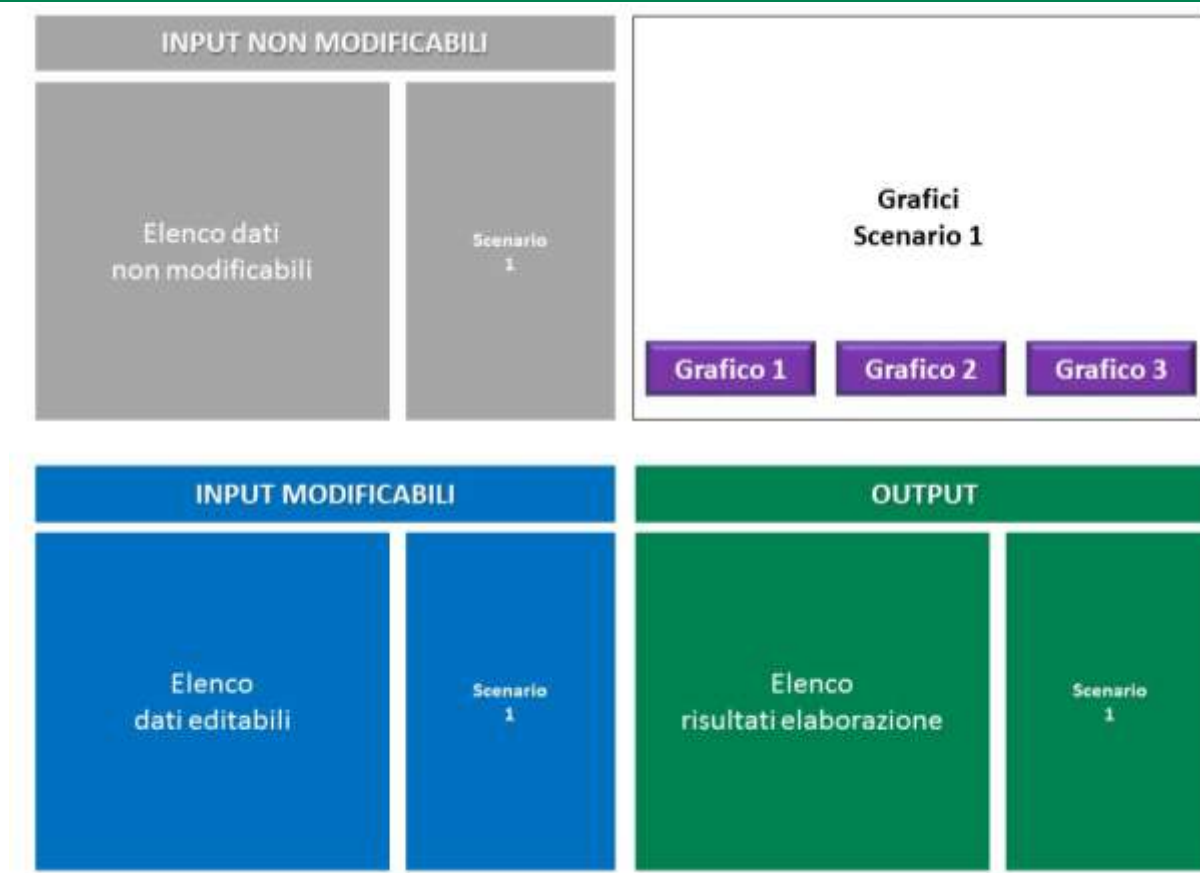 INPUT NON MODIFICABILI
Elenco dati
non modificabili
Scenario
1
Grafici
Scenario 1
Grafico 1
Grafico 2
Grafico 3
INPUT MODIFICABILI
Elenco
dati editabili
Scenario
1
OUTPUT
Elenco
risultati elaborazione
Scenario
1